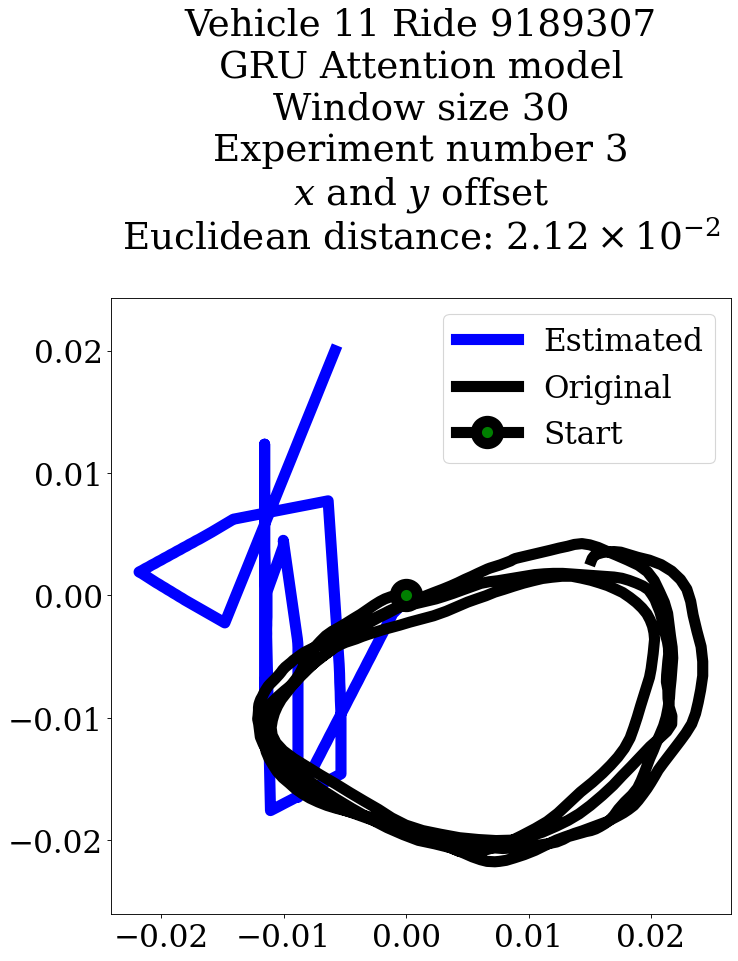 Vehicle 11 Ride 9189307
GRU Attention model
Window size 30
Experiment number 3
x and y offset
Euclidean distance: 2.12 × 10⁻²
Estimated
Original
Start
0.02
0.01
0.00
−0.01
−0.02
−0.02 −0.01 0.00 0.01 0.02